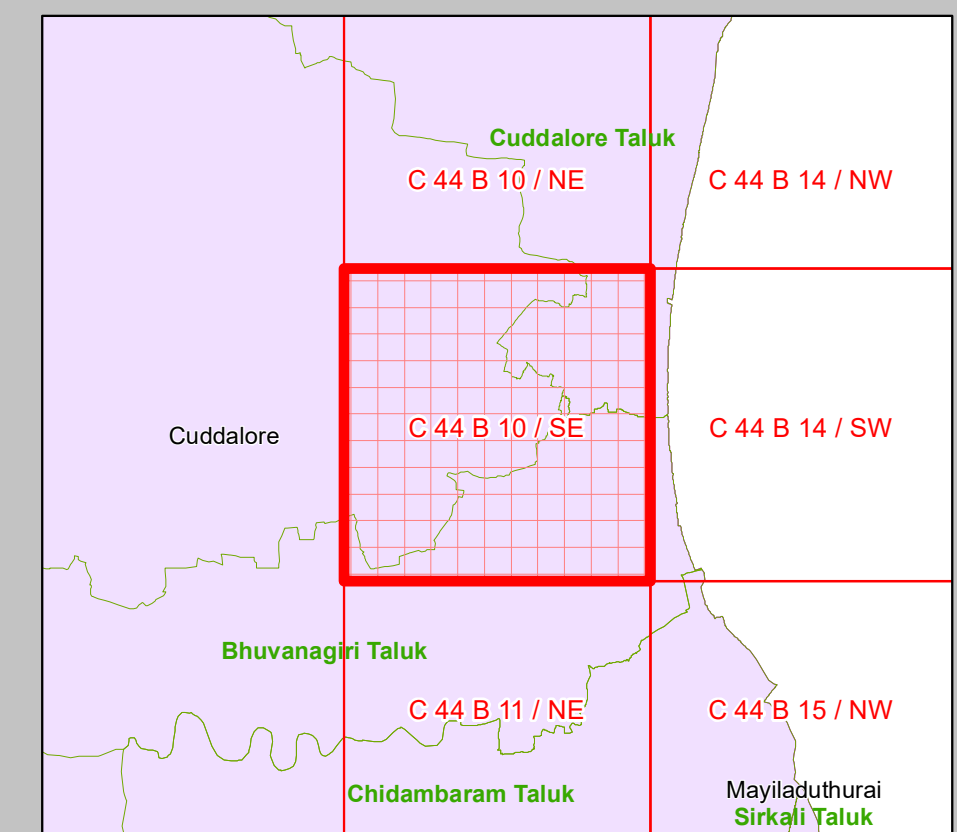 Cuddalore Taluk
C 44 B 10 / NE
C 44 B 14 / NW
Cuddalore
C 44 B 10 / SE
C 44 B 14 / SW
Bhuvanagiri Taluk
C 44 B 11 / NE
C 44 B 15 / NW
Chidambaram Taluk
Mayiladuthurai
Sirkali Taluk